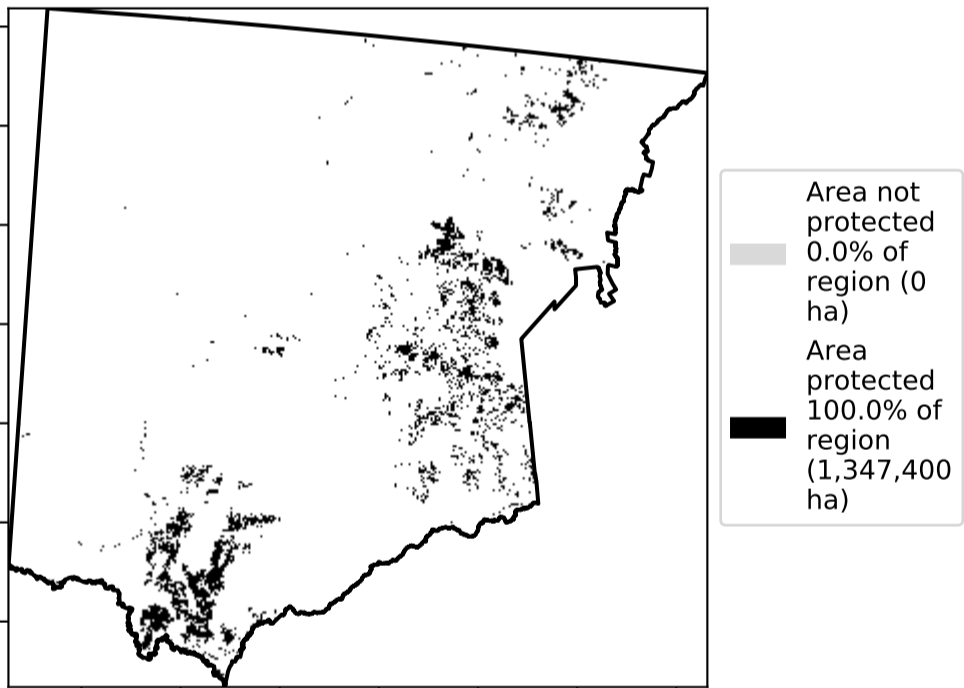 Area not
protected
0.0% of
region (0
ha)
Area
protected
100.0% of
region
(1,347,400
ha)